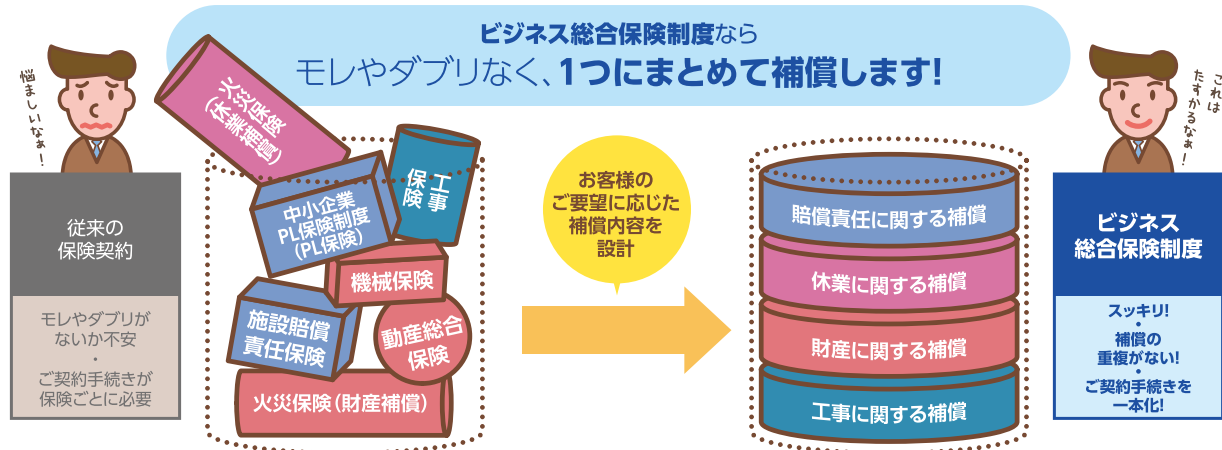 ビジネス総合保険制度なら
モレやダブリなく、1つにまとめて補償します!
悩ましいなぁ!
従来の
保険契約
モレやダブリが
ないか不安
・
ご契約手続きが
保険ごとに必要
火災保険
(休業補償)
工事
保険
中小企業
PL保険制度
(PL保険)
機械保険
施設賠償
責任保険
動産総合
保険
火災保険(財産補償)
お客様の
ご要望に応じた
補償内容を
設計
賠償責任に関する補償
休業に関する補償
財産に関する補償
工事に関する補償
これは
たすかるなぁ!
ビジネス
総合保険制度
スッキリ!
・
補償の
重複がない!
・
ご契約手続きを
一本化!